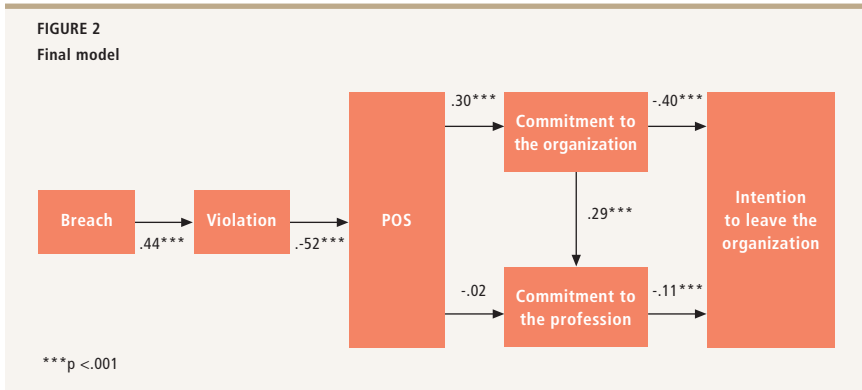 FIGURE 2
Final model
Breach
.44***
Violation
.-52***
POS
.30***
Commitment to
the organization
-.40***
.29***
-.02
Commitment to
the profession
-.11***
Intention
to leave the
organization
***p <.001